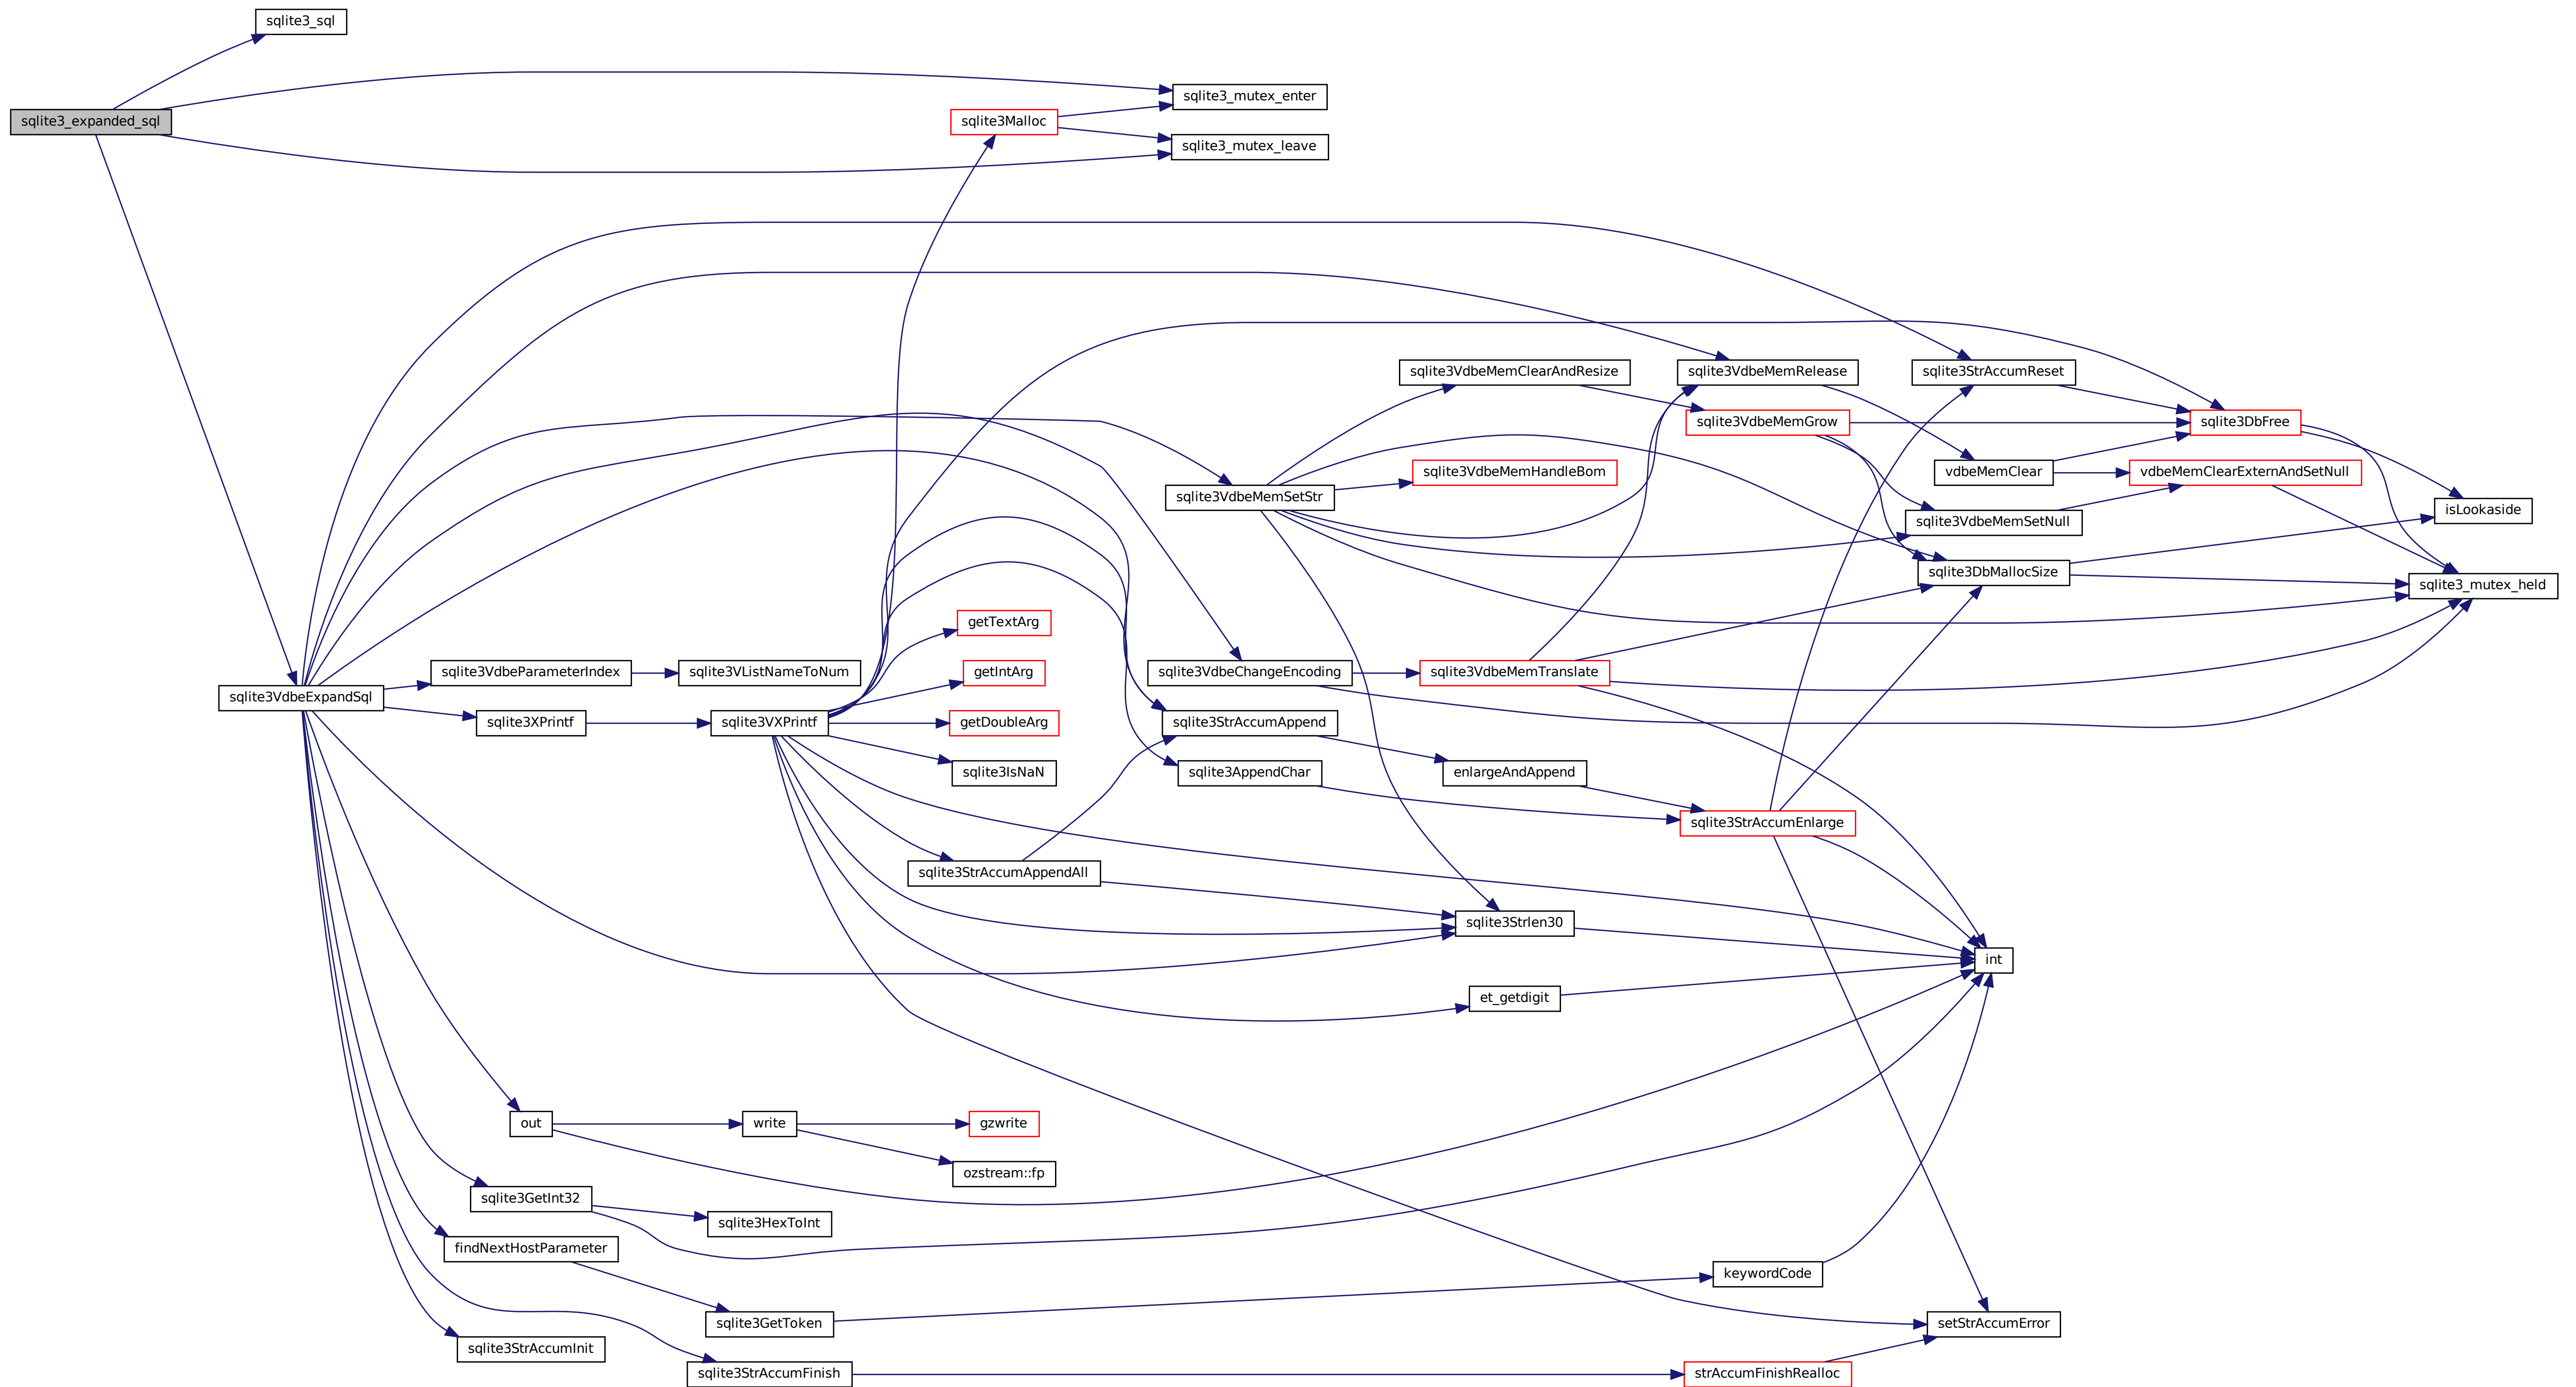 sqlite3_sql
sqlite3_mutex_enter
sqlite3_expanded_sql
sqlite3Malloc
sqlite3_mutex_leave
sqlite3VdbeMemClearAndResize
sqlite3VdbeMemRelease
sqlite3StrAccumReset
sqlite3VdbeMemGrow
sqlite3DbFree
sqlite3VdbeMemHandleBom
vdbeMemClear
vdbeMemClearExternAndSetNull
sqlite3VdbeMemSetStr
isLookaside
sqlite3VdbeMemSetNull
sqlite3DbMallocSize
sqlite3_mutex_held
getTextArg
sqlite3VdbeParameterIndex
sqlite3VListNameToNum
getIntArg
sqlite3VdbeChangeEncoding
sqlite3VdbeMemTranslate
sqlite3VdbeExpandSql
sqlite3XPrintf
sqlite3VXPrintf
getDoubleArg
sqlite3StrAccumAppend
sqlite3IsNaN
sqlite3AppendChar
enlargeAndAppend
sqlite3StrAccumEnlarge
sqlite3StrAccumAppendAll
sqlite3Strlen30
int
et_getdigit
out
write
gzwrite
ozstream::fp
sqlite3GetInt32
sqlite3HexToInt
findNextHostParameter
keywordCode
sqlite3GetToken
setStrAccumError
sqlite3StrAccumInit
sqlite3StrAccumFinish
strAccumFinishRealloc